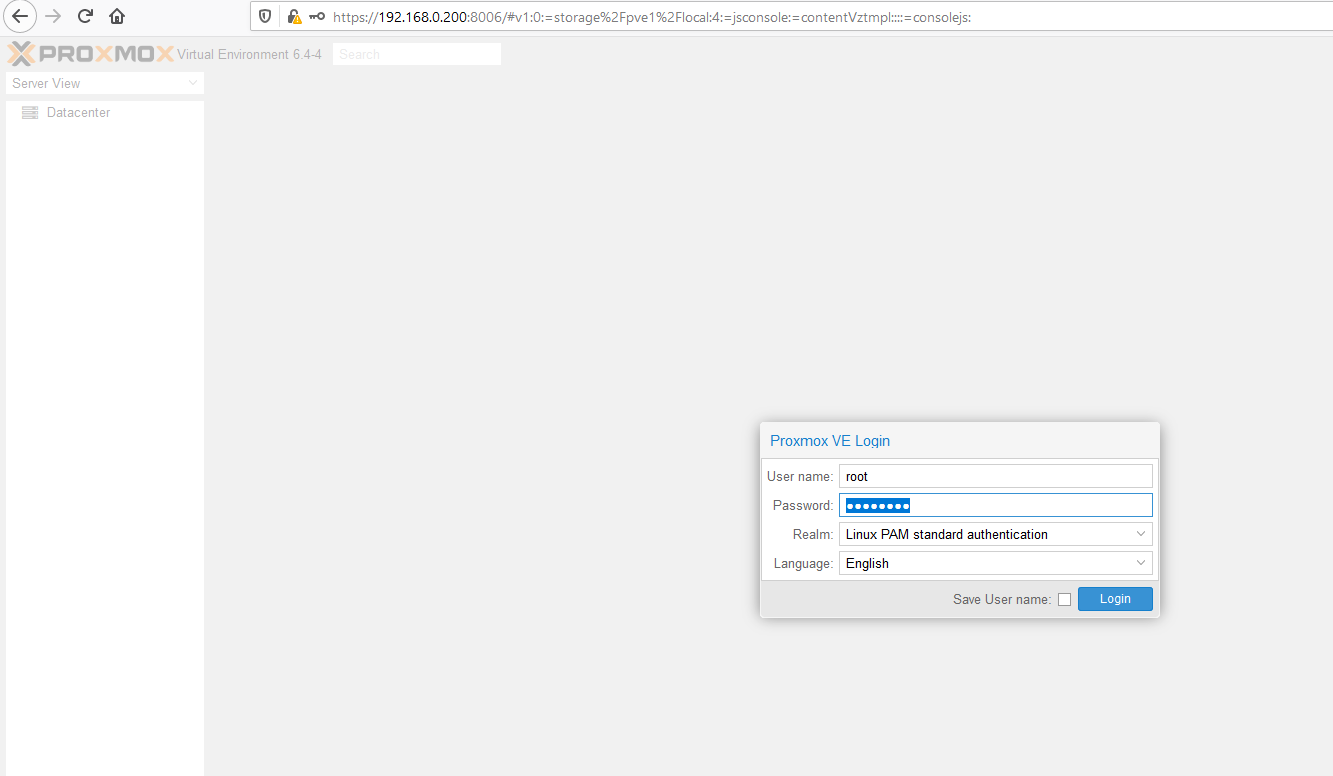 https://192.168.0.200:8006/#v1:0:=storage%2Fpve1%2Flocal:4:=jsconsole:=contentVztmpl::::=consolejs:
PROXMOX Virtual Environment 6.4-4 Search
Server View
Datacenter
Proxmox VE Login
User name: root
Password: ●●●●●●●●
Realm: Linux PAM standard authentication
Language: English
Save User name: Login